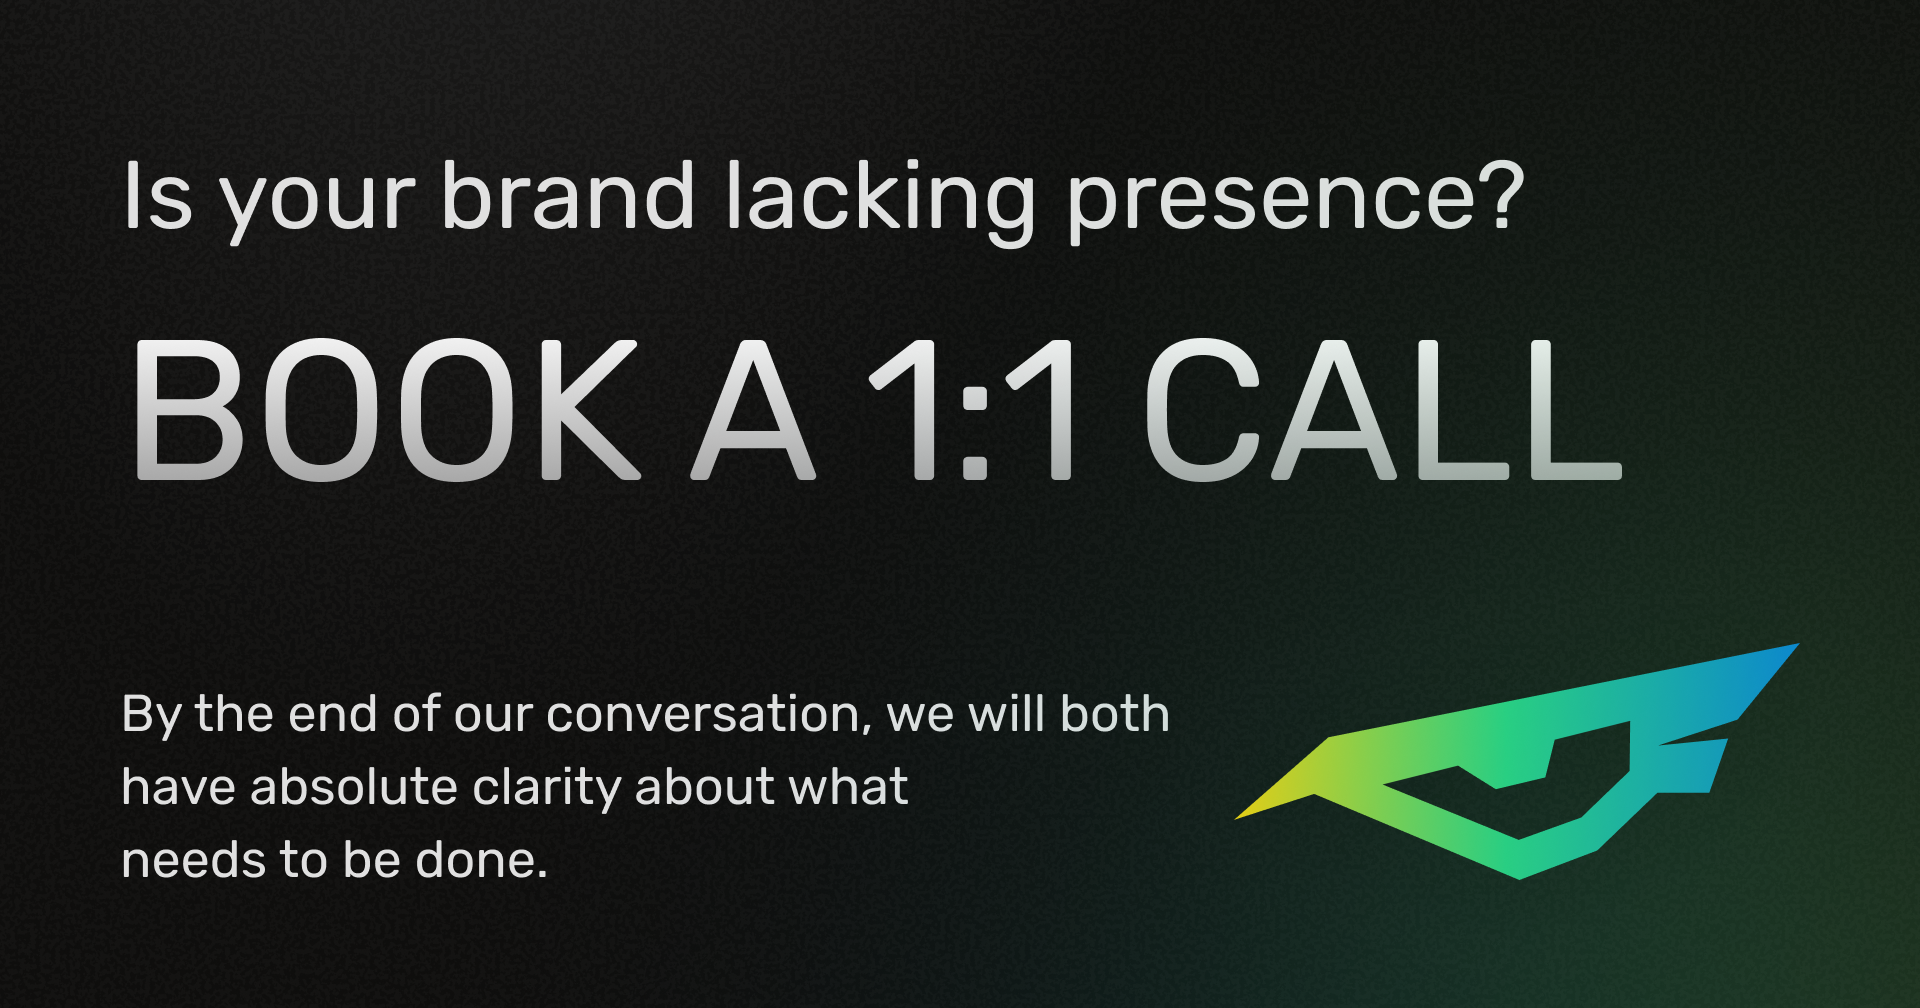 Is your brand lacking presence?
BOOK A 1:1 CALL
By the end of our conversation, we will both
have absolute clarity about what
needs to be done.